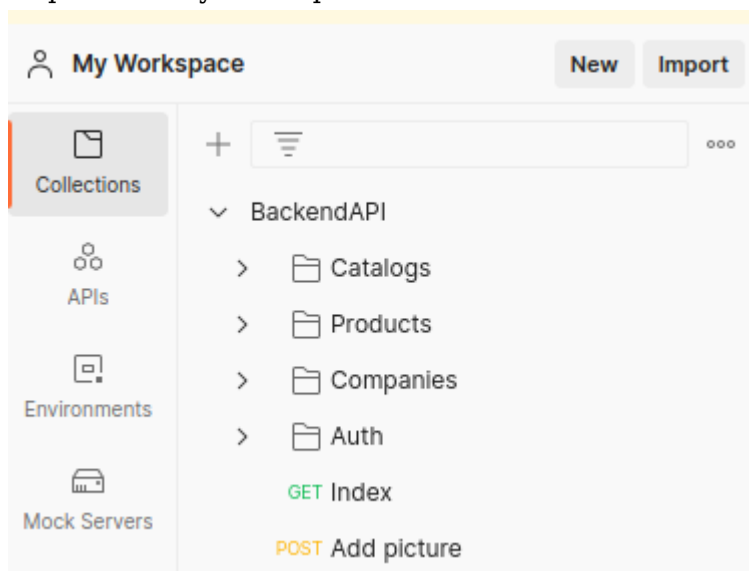 My Workspace
New
Import
Collections
BackendAPI
Catalogs
APIs
Products
Companies
Environments
Auth
GET Index
Mock Servers
POST Add picture